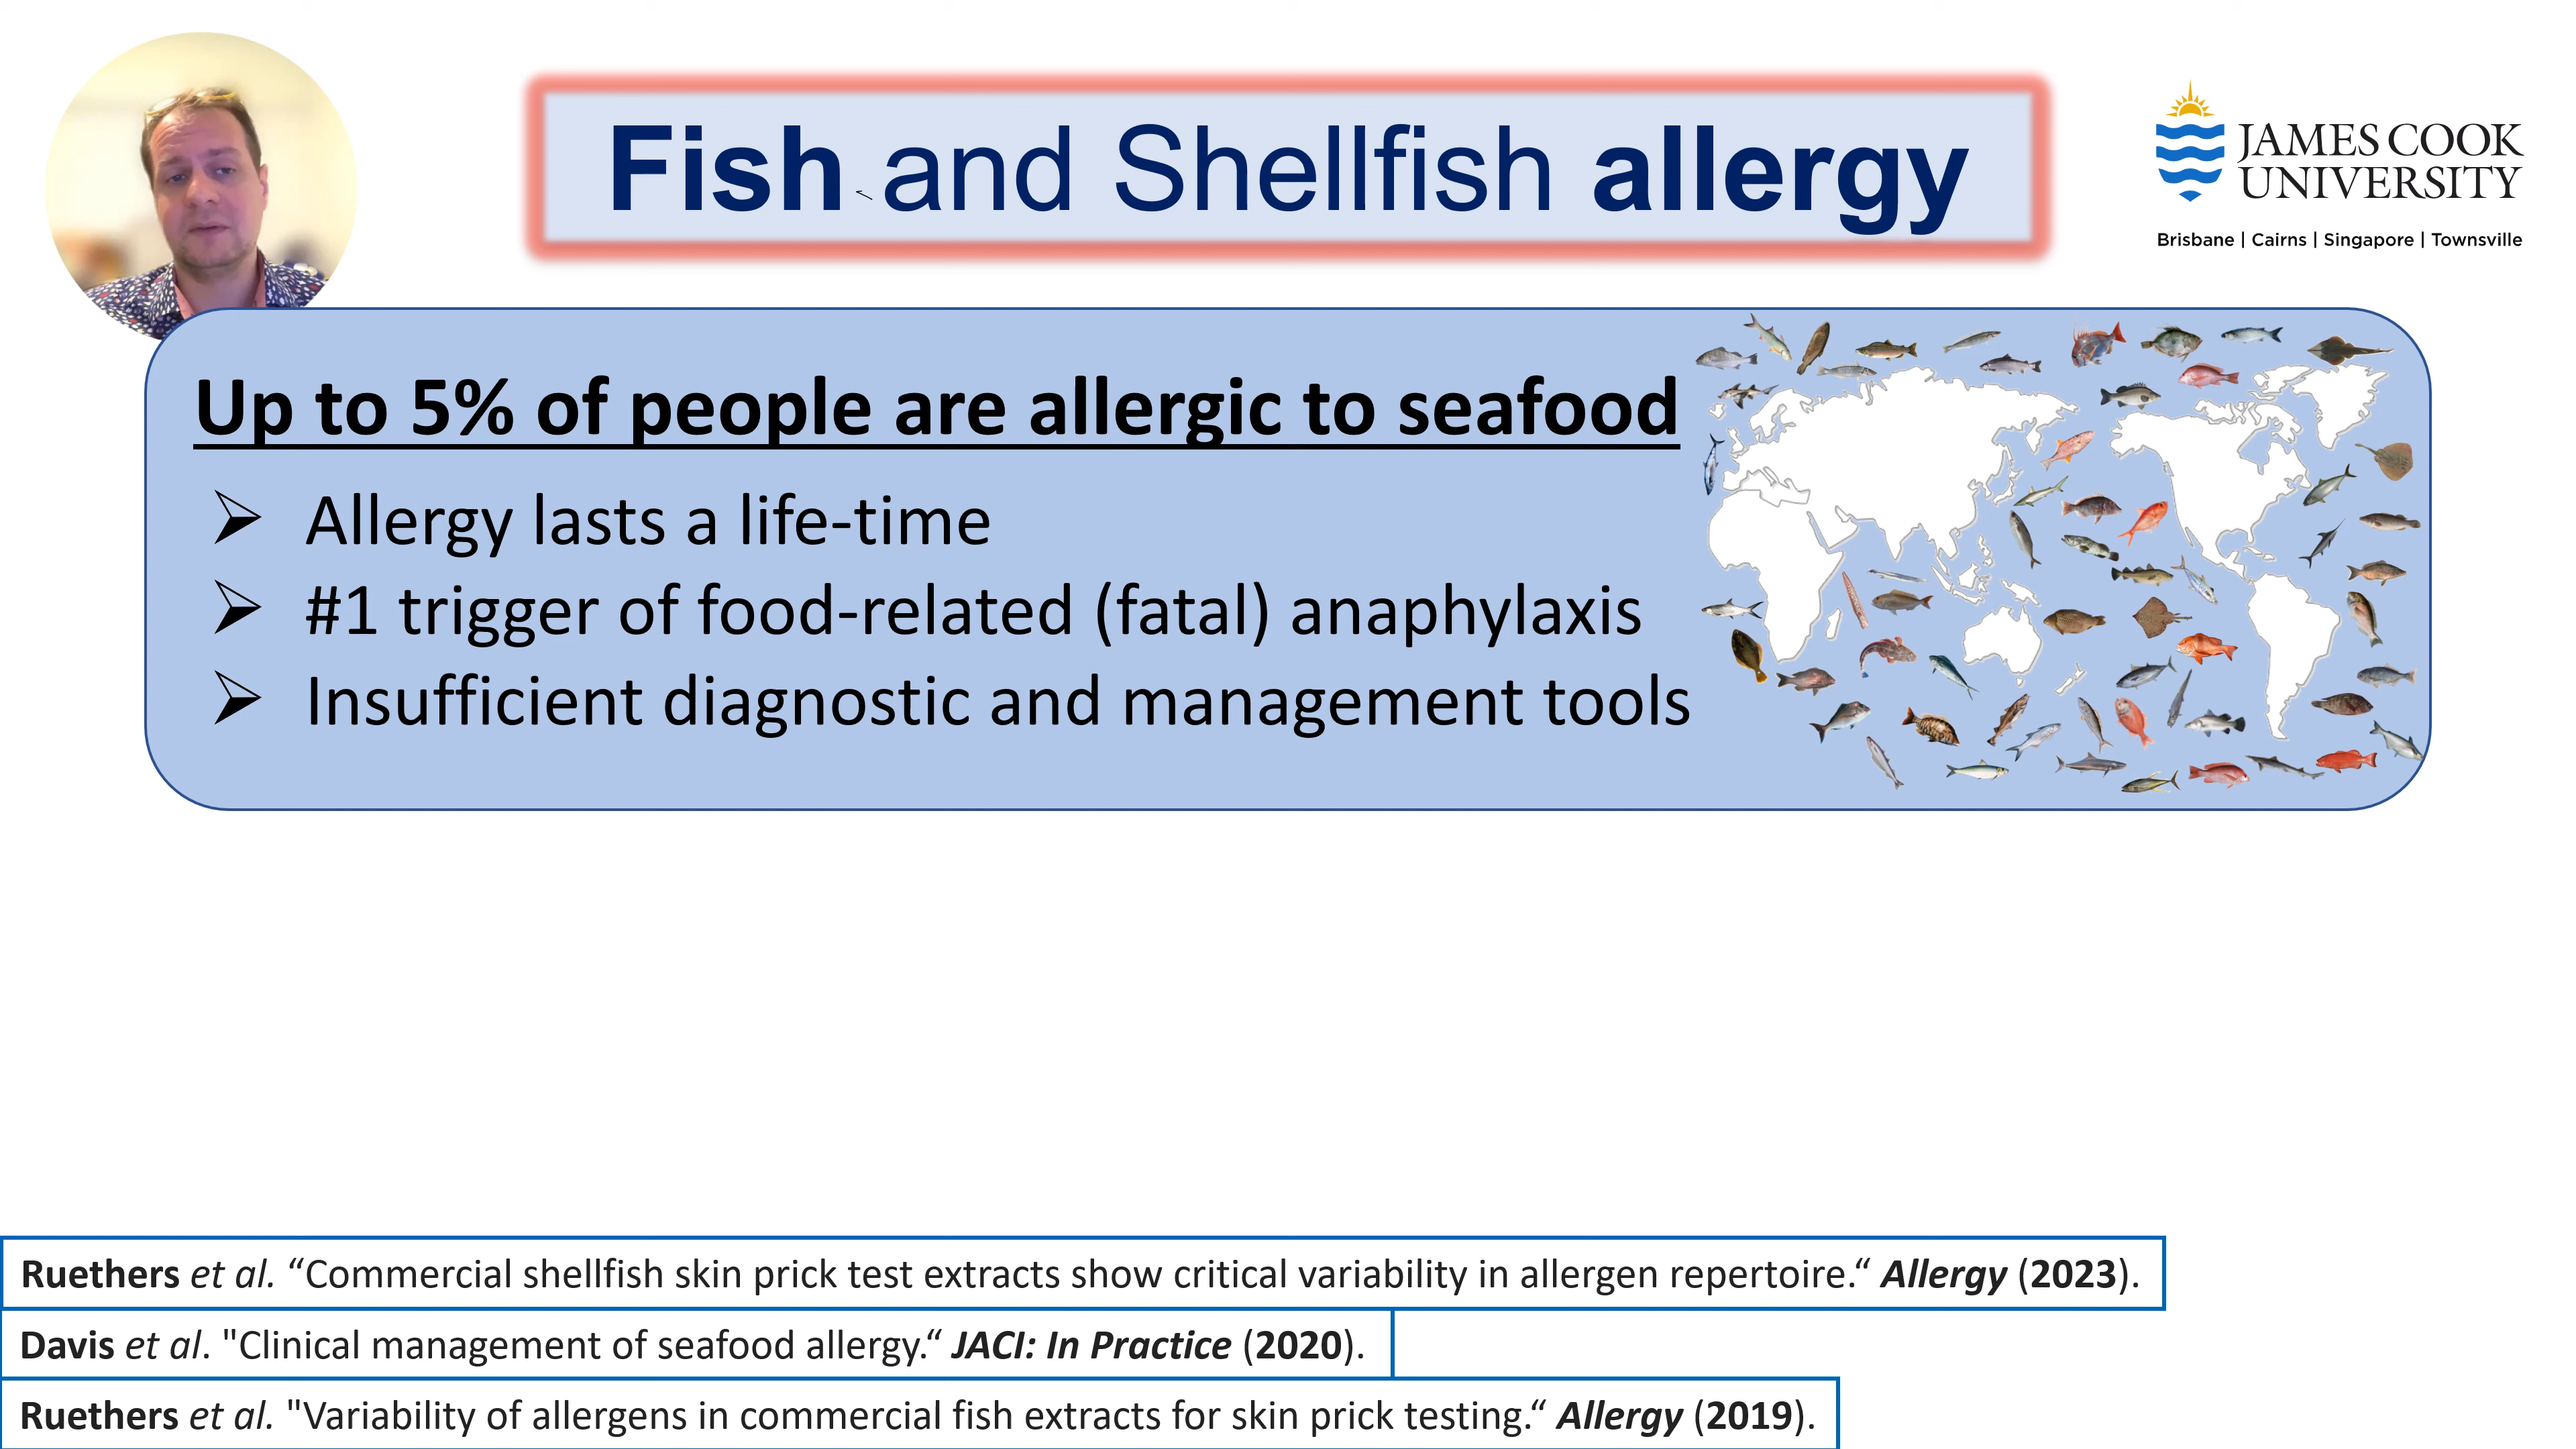 Fish and Shellfish allergy
JAMES COOK
UNIVERSITY
Brisbane | Cairns | Singapore | Townsville
Up to 5% of people are allergic to seafood
➢ Allergy lasts a life-time
➢ #1 trigger of food-related (fatal) anaphylaxis
➢ Insufficient diagnostic and management tools
Ruethers et al. “Commercial shellfish skin prick test extracts show critical variability in allergen repertoire.“ Allergy (2023).
Davis et al. "Clinical management of seafood allergy.“ JACI: In Practice (2020).
Ruethers et al. "Variability of allergens in commercial fish extracts for skin prick testing.“ Allergy (2019).